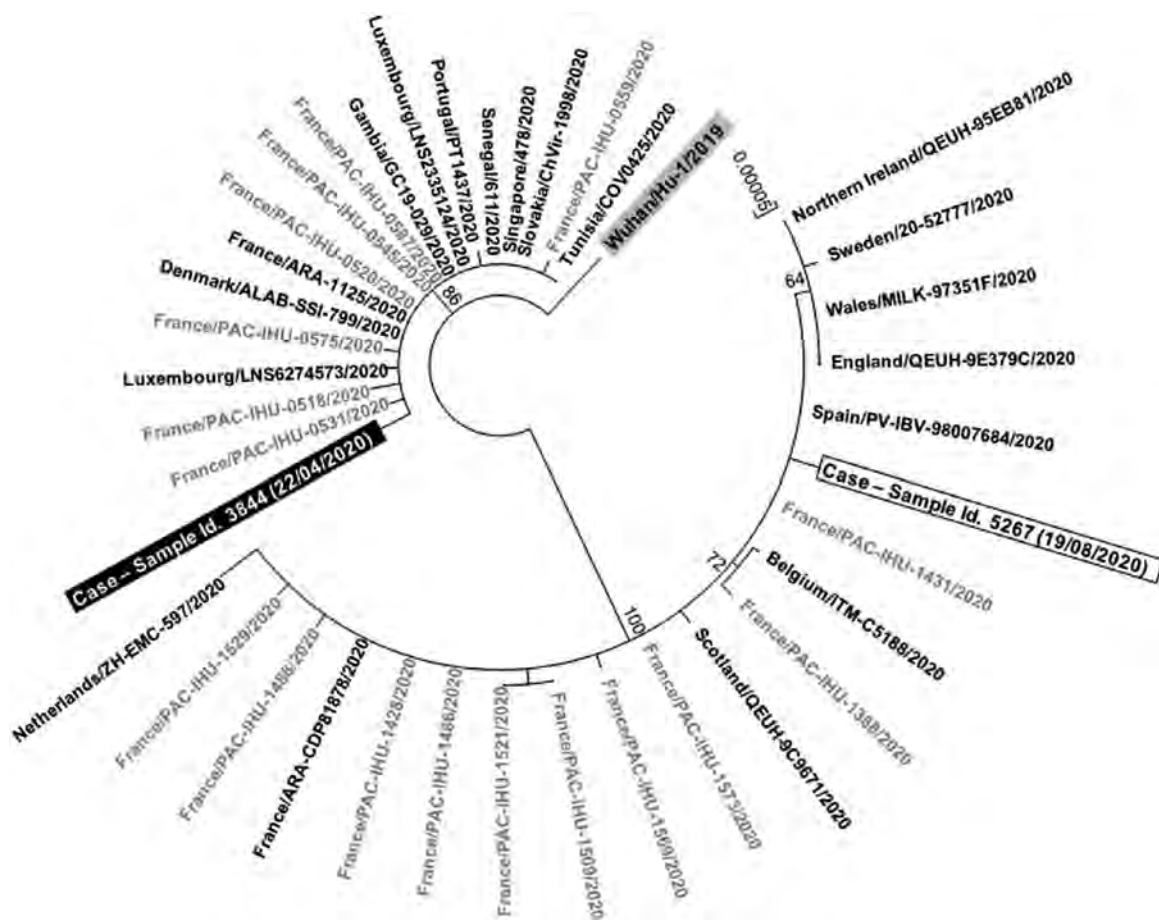 Luxembourg/LNS2335124/2020
Portugal/PT1437/2020
Senegal/611/2020
Singapore/478/2020
Slovakia/ChVir-1998/2020
France/PAC-IHU-0559/2020
Tunisia/COV0425/2020
Wuhan/Hu-1/2019
0.00005
Northern Ireland/QEUH-95EB81/2020
Sweden/20-52777/2020
64
Wales/MILK-97351F/2020
England/QEUH-9E379C/2020
Spain/PV-IBV-98007684/2020
Case – Sample Id. 5267 (19/08/2020)
France/PAC-IHU-1431/2020
Belgium/ITM-C5188/2020
72
France/PAC-IHU-1388/2020
Scotland/QEUH-9C9671/2020
100
France/PAC-IHU-1573/2020
France/PAC-IHU-1569/2020
France/PAC-IHU-1509/2020
France/PAC-IHU-1521/2020
France/PAC-IHU-1486/2020
France/PAC-IHU-1428/2020
France/ARA-CDP81878/2020
France/PAC-IHU-1488/2020
France/PAC-IHU-1529/2020
Netherlands/ZH-EMC-597/2020
Case – Sample Id. 3844 (22/04/2020)
France/PAC-IHU-0531/2020
France/PAC-IHU-0518/2020
Luxembourg/LNS6274573/2020
France/PAC-IHU-0575/2020
Denmark/ALAB-SSI-799/2020
France/ARA-1125/2020
France/PAC-IHU-0520/2020
France/PAC-IHU-0545/2020
France/PAC-IHU-0587/2020
Gambia/GC19-029/2020
86